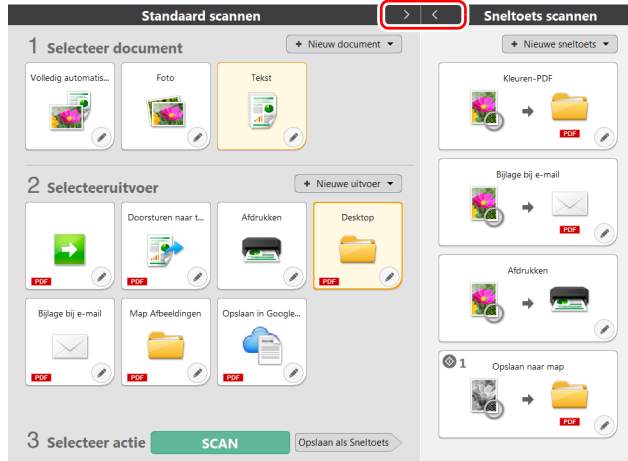 Standaard scannen
Sneltoets scannen
1 Selecteer document
+ Nieuw document
Volledig automatis...
Foto
Tekst
2 Selecteeruitvoer
+ Nieuwe uitvoer
PDF
Doorsturen naar t...
PDF
Afdrukken
Desktop
PDF
Bijlage bij e-mail
PDF
Map Afbeeldingen
PDF
Opslaan in Google...
PDF
3 Selecteer actie
SCAN
Opslaan als Sneltoets
+ Nieuwe sneltoets
Kleuren-PDF
PDF
Bijlage bij e-mail
PDF
Afdrukken
1
Opslaan naar map
PDF